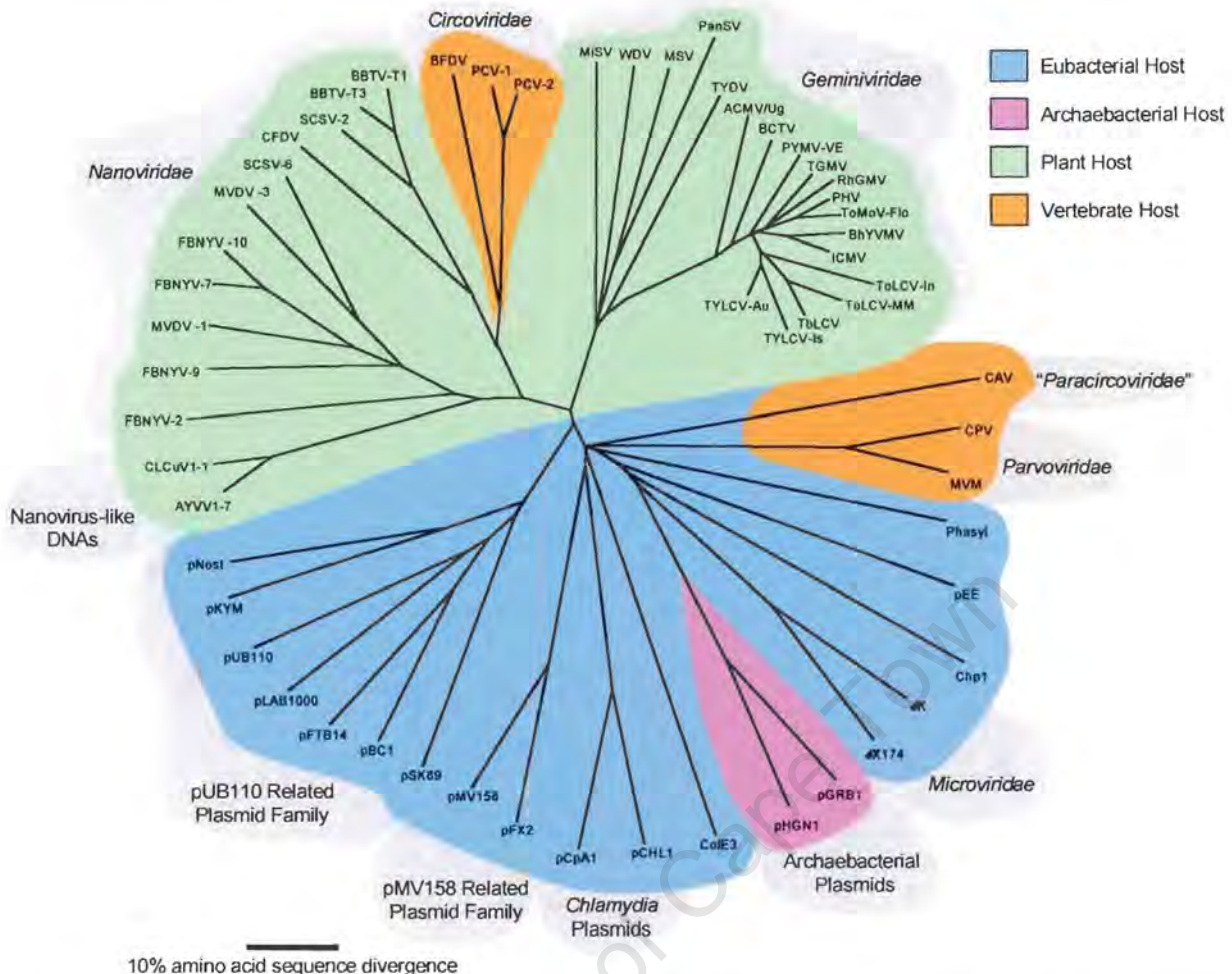 Circoviridae
PanSV
MiSV
WDV
MSV
Geminiviridae
BFDV
PCV-1
PCV-2
BBTV-T1
BBTV-T3
SCSV-2
CFDV
SCSV-6
Nanoviridae
MVDV -3
FBNYV -10
FBNYV-7
MVDV -1
FBNYV-9
FBNYV-2
CLCuV1-1
AYVV1-7
Nanovirus-like
DNAs
TYDV
ACMV/Ug
BCTV
PYMV-VE
TGMV
RhGMV
PHV
ToMoV-Flo
BhYVMV
ICMV
ToLCV-In
ToLCV-MM
TbLCV
TYLCV-Is
TYLCV-Au
Eubacterial Host
Archaebacterial Host
Plant Host
Vertebrate Host
CAV
"Paracircoviridae"
CPV
Parvoviridae
MVM
Phasyl
pEE
Chp1
Microviridae
pGRB1
pHGN1
Archaebacterial
Plasmids
ColE3
pCHL1
pCpA1
Chlamydia
Plasmids
pFX2
pMV158
pMV158 Related
Plasmid Family
pSK89
pBC1
pFTB14
pLAB1000
pUB110
pKYM
pNosl
pUB110 Related
Plasmid Family
10% amino acid sequence divergence
Cape Town